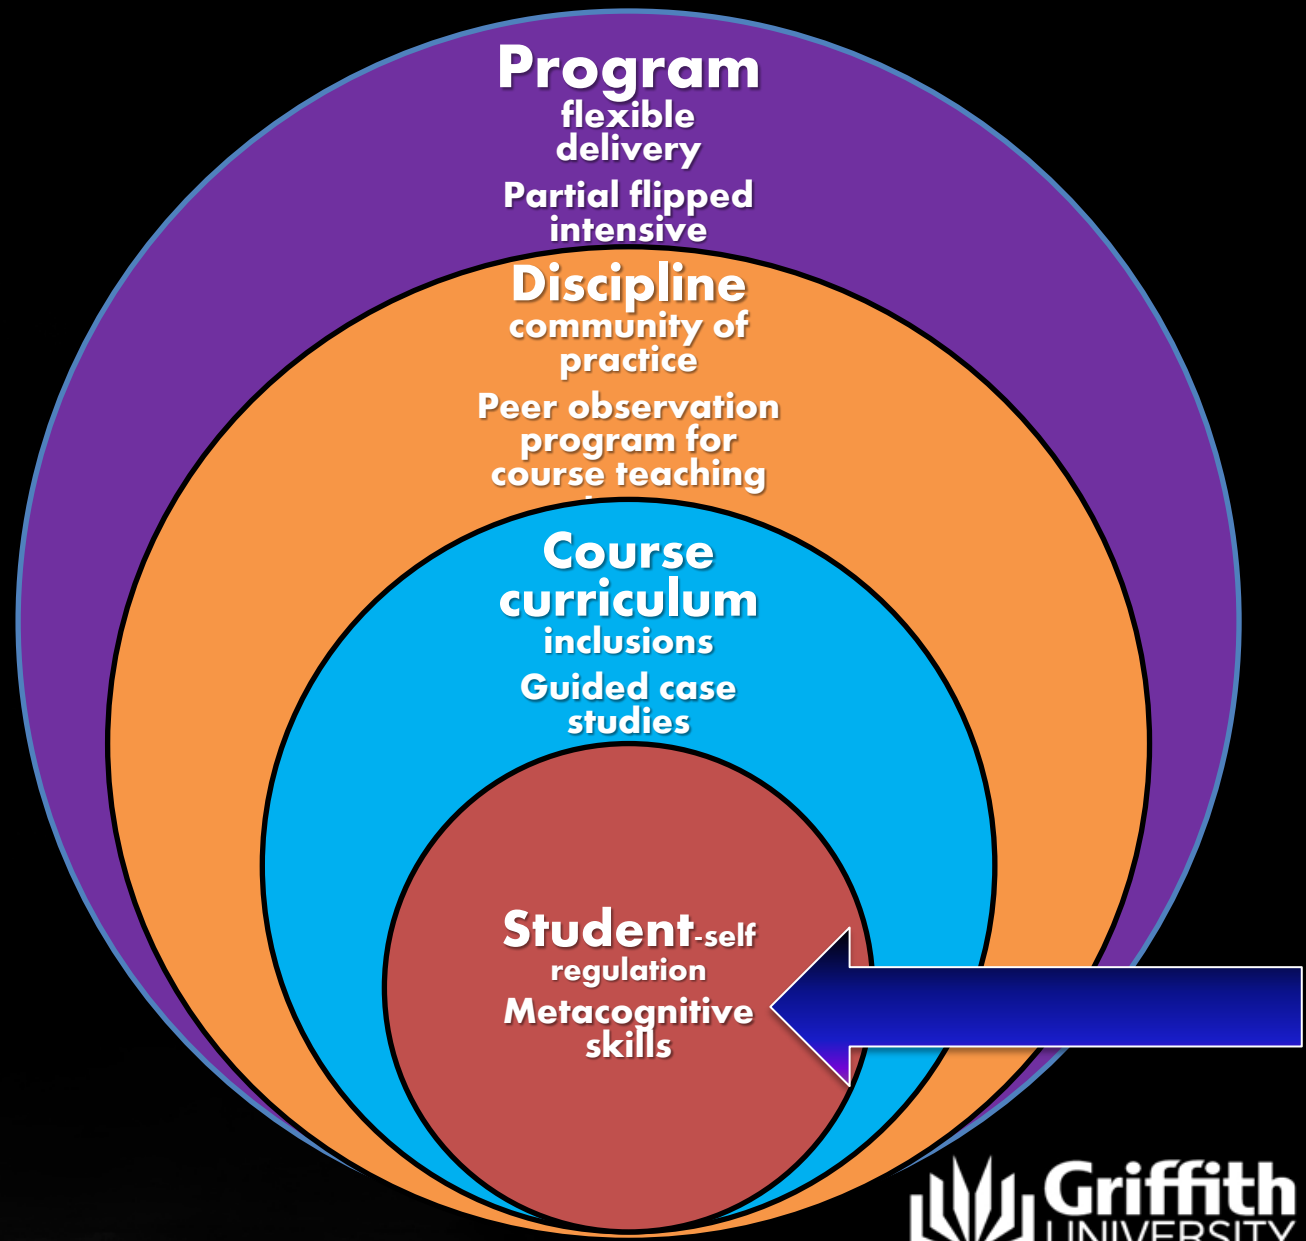 Program
flexible
delivery
Partial flipped
intensive
Discipline
community of
practice
Peer observation
program for
course teaching
Course
curriculum
inclusions
Guided case
studies
Student-self
regulation
Metacognitive
skills
Griffith
UNIVERSITY